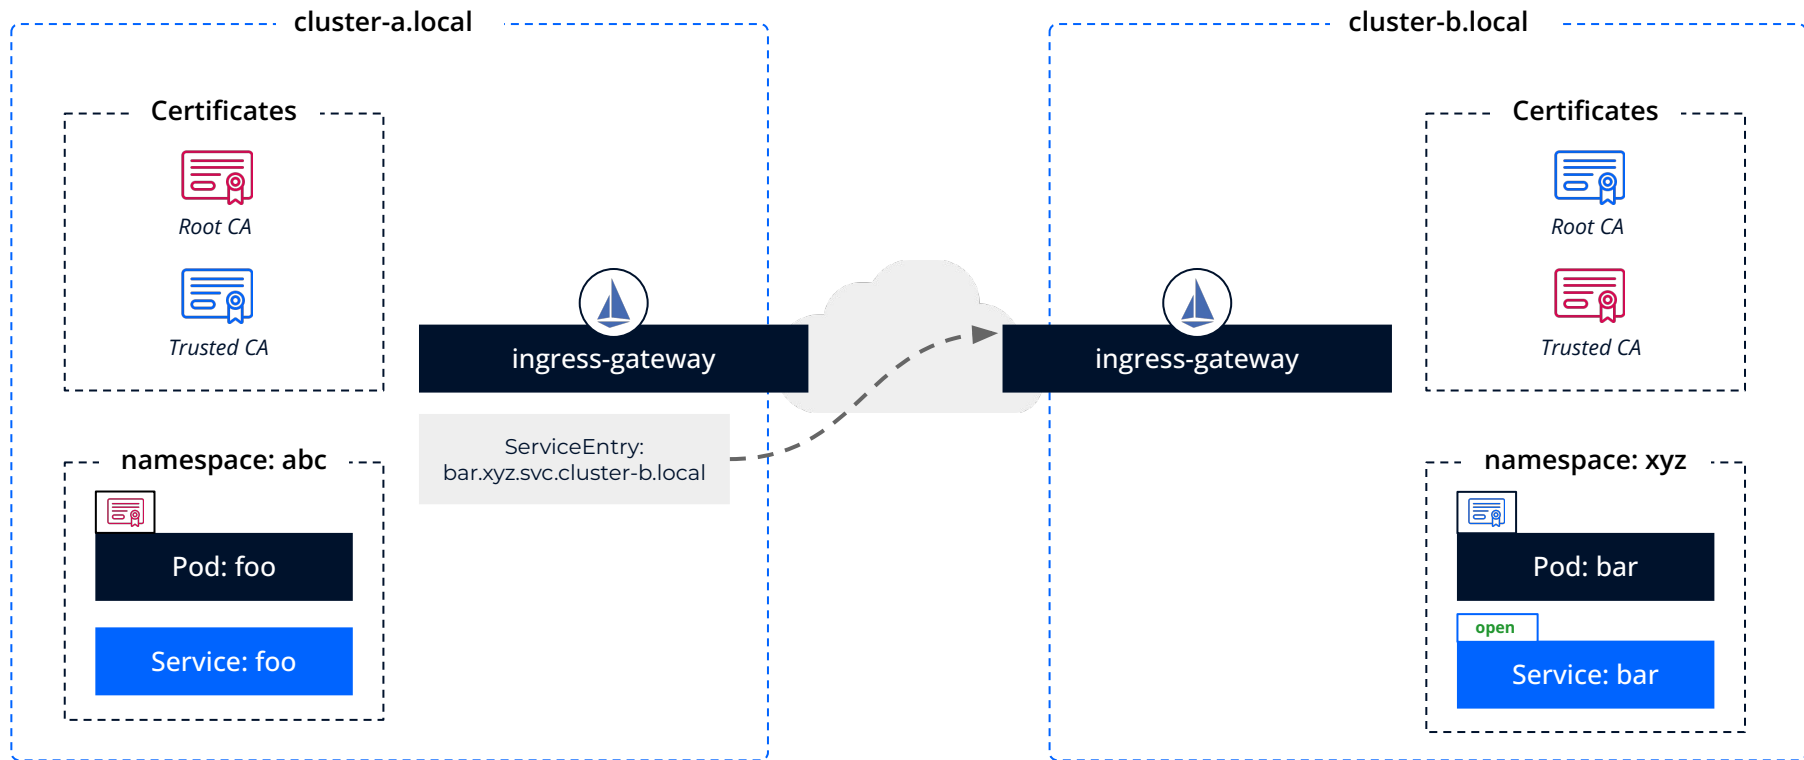 cluster-a.local
Certificates
Root CA
Trusted CA
ingress-gateway
ServiceEntry:
bar.xyz.svc.cluster-b.local
namespace: abc
Pod: foo
Service: foo
cluster-b.local
Certificates
Root CA
Trusted CA
ingress-gateway
namespace: xyz
Pod: bar
open
Service: bar